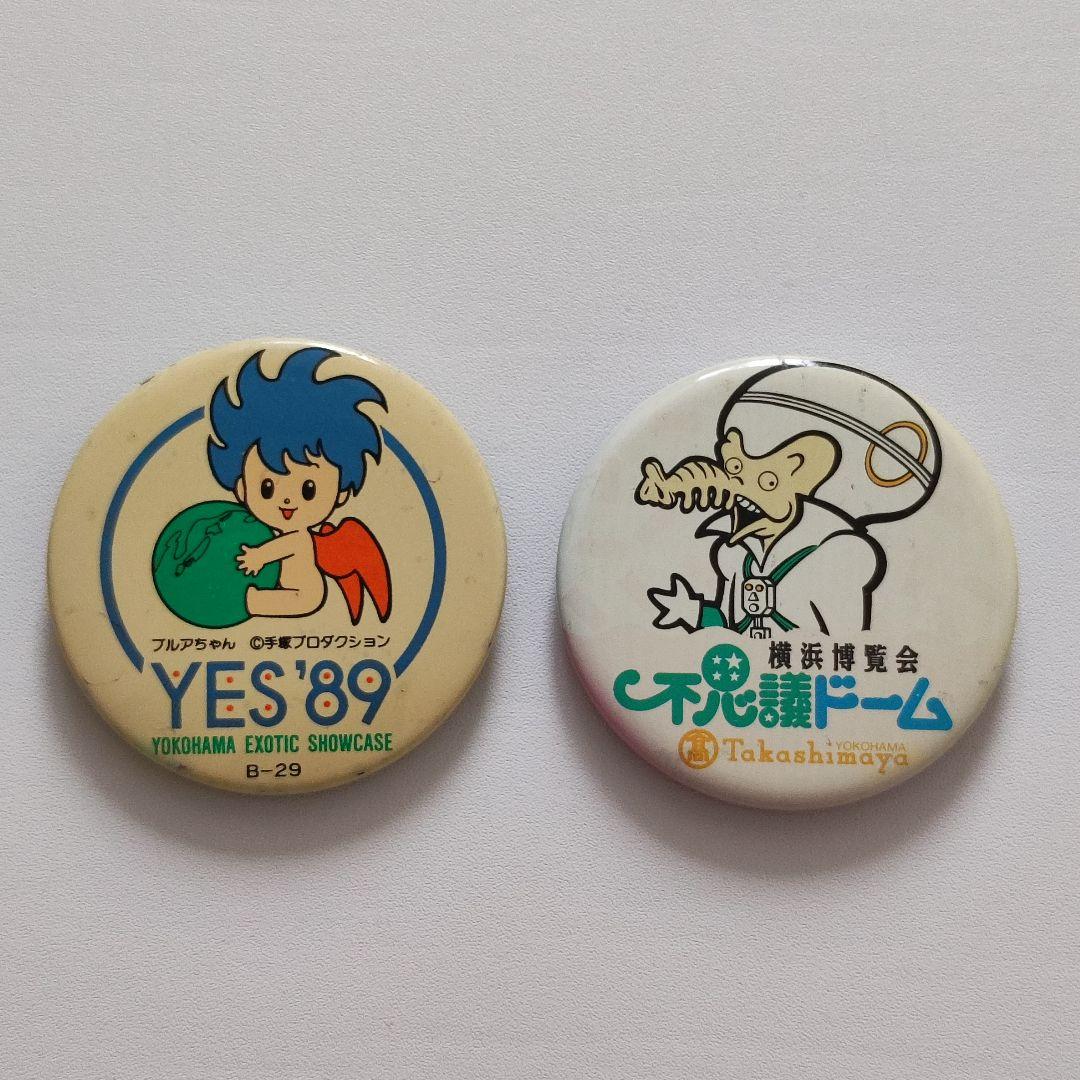 ブルアちゃん ©手塚プロダクション
YES '89
YOKOHAMA EXOTIC SHOWCASE
B-29
横浜博覧会
不思議ドーム
髙 Takashimaya YOKOHAMA